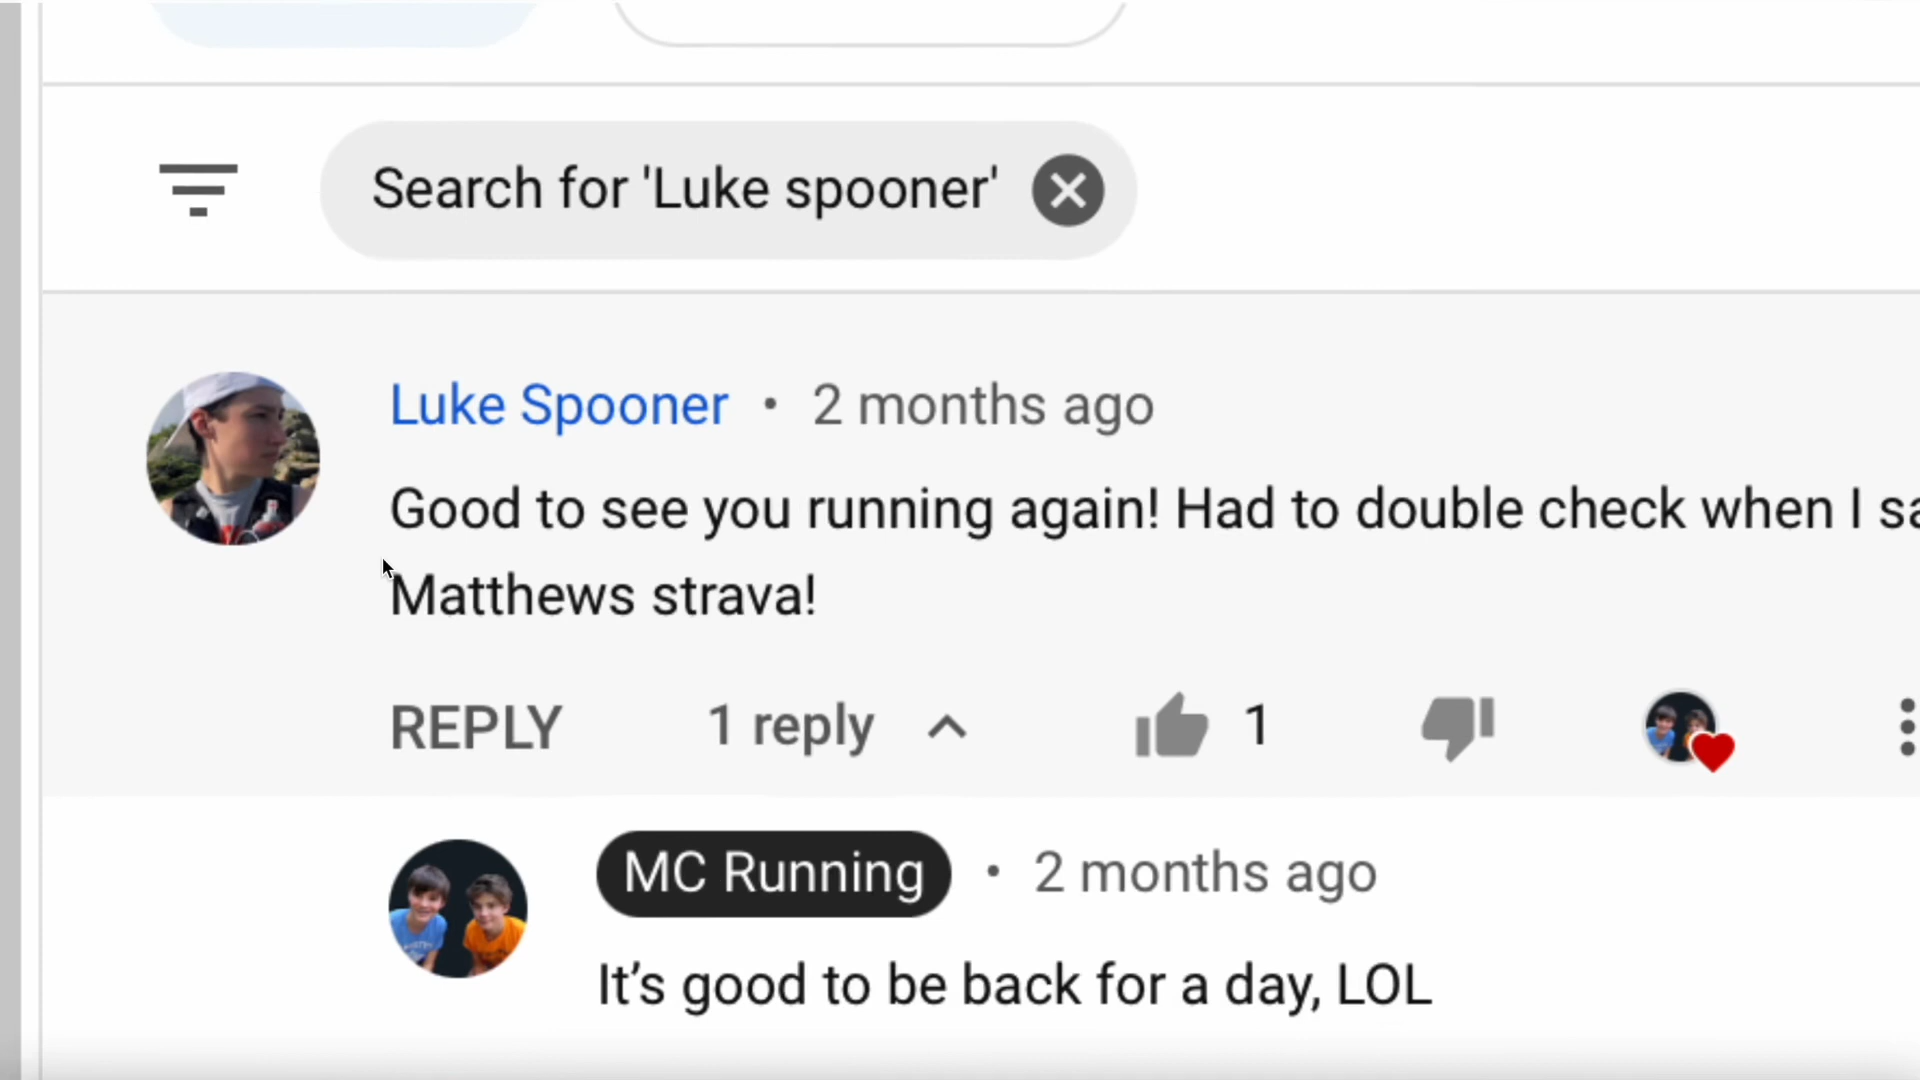 Search for 'Luke spooner'
Luke Spooner • 2 months ago
Good to see you running again! Had to double check when I
Matthews strava!
REPLY 1 reply 1
MC Running • 2 months ago
It’s good to be back for a day, LOL